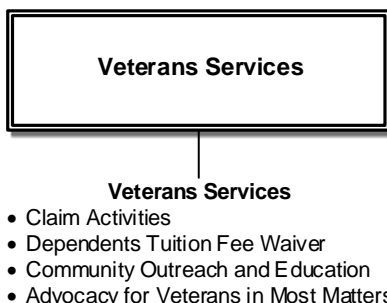 Veterans Services
Veterans Services
• Claim Activities
• Dependents Tuition Fee Waiver
• Community Outreach and Education
• Advocacy for Veterans in Most Matters